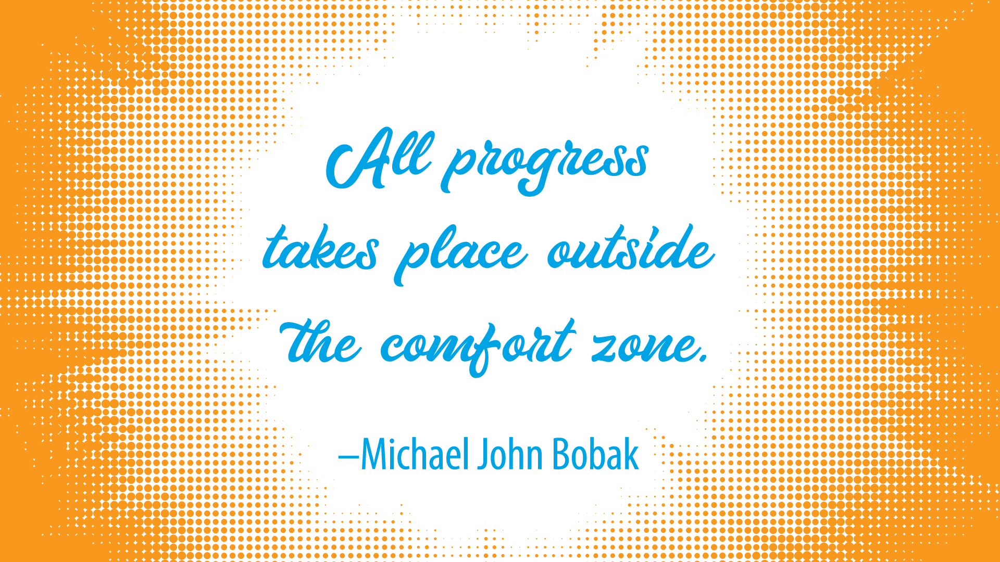 All progress
takes place outside
the comfort zone.
–Michael John Bobak